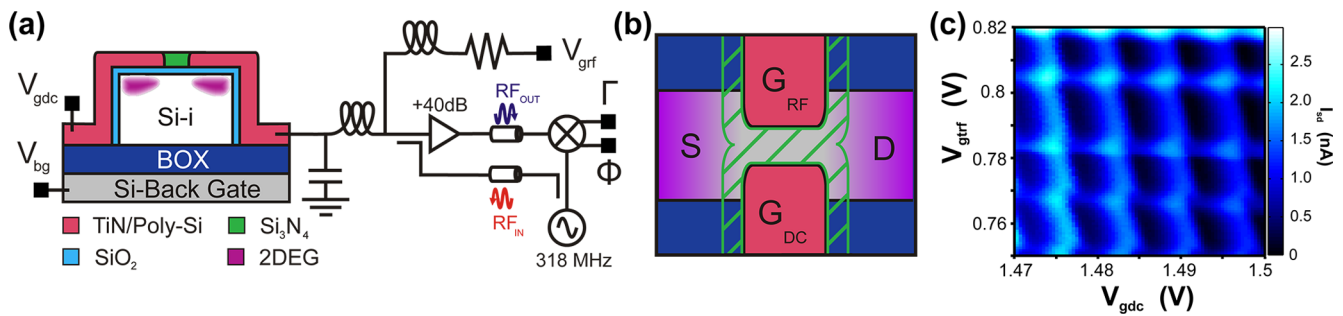 (a)
V_gdc
V_bg
Si-i
BOX
Si-Back Gate
TiN/Poly-Si
Si₃N₄
SiO₂
2DEG
+40dB
RF_OUT
RF_IN
318 MHz
V_grf
Γ
Φ
(b)
G_RF
S
D
G_DC
(c)
V_gtrf (V)
0.82
0.8
0.78
0.76
1.47
1.48
1.49
1.5
V_gdc (V)
2.5
2.0
1.5
1.0
0.5
0
I_sd (nA)